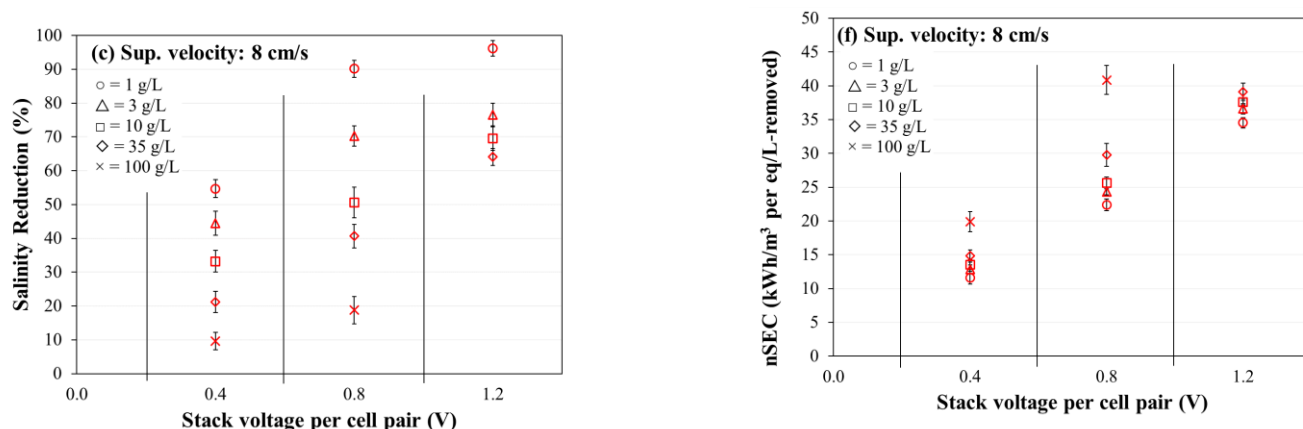 (c) Sup. velocity: 8 cm/s
○ = 1 g/L
△ = 3 g/L
□ = 10 g/L
◇ = 35 g/L
× = 100 g/L
Salinity Reduction (%)
100
90
80
70
60
50
40
30
20
10
0
0.0 0.4 0.8 1.2
Stack voltage per cell pair (V)
(f) Sup. velocity: 8 cm/s
○ = 1 g/L
△ = 3 g/L
□ = 10 g/L
◇ = 35 g/L
× = 100 g/L
nSEC (kWh/m³ per eq/L-removed)
50
45
40
35
30
25
20
15
10
5
0
0.0 0.4 0.8 1.2
Stack voltage per cell pair (V)